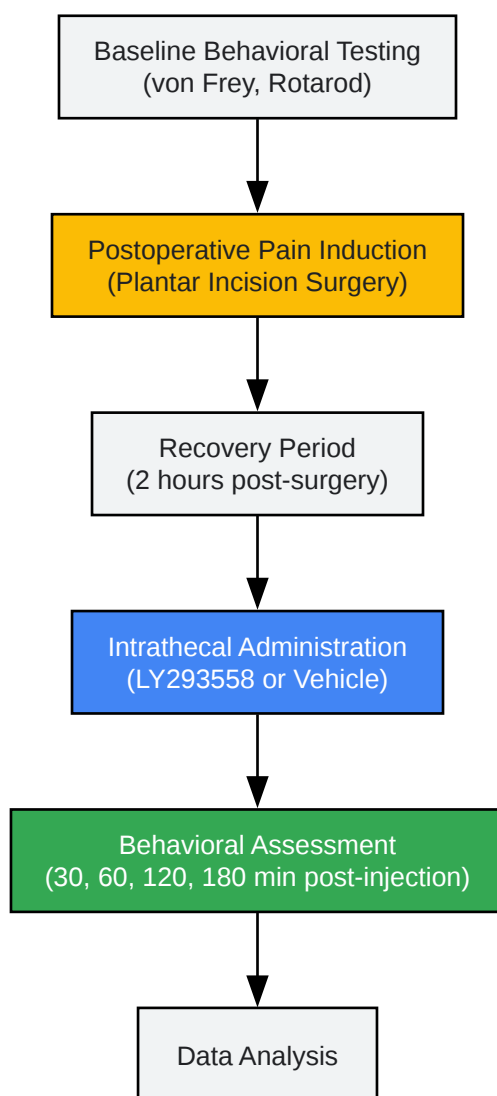 Baseline Behavioral Testing
(von Frey, Rotarod)
Postoperative Pain Induction
(Plantar Incision Surgery)
Recovery Period
(2 hours post-surgery)
Intrathecal Administration
(LY293558 or Vehicle)
Behavioral Assessment
(30, 60, 120, 180 min post-injection)
Data Analysis